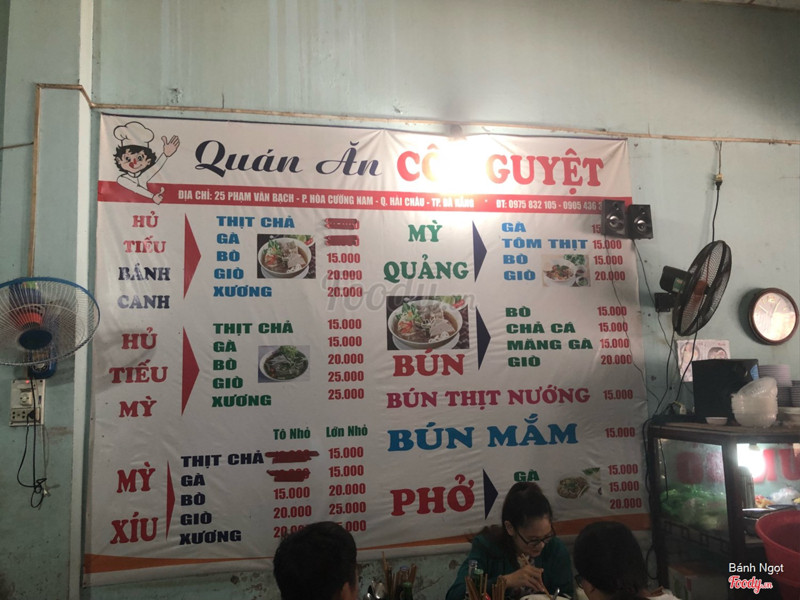 Quán Ăn CÔ NGUYỆT
ĐỊA CHỈ: 25 PHẠM VĂN BẠCH - P. HÒA CƯỜNG NAM - Q. HẢI CHÂU - TP. ĐÀ NẴNG * ĐT: 0975 832 105 - 0905 436
HỦ TIẾU BÁNH CANH
THỊT CHẢ
GÀ
BÒ 15.000
GIÒ 20.000
XƯƠNG 20.000
HỦ TIẾU MỲ
THỊT CHẢ 15.000
GÀ 15.000
BÒ 20.000
GIÒ 25.000
XƯƠNG 25.000
Tô Nhỏ Lớn Nhỏ
MỲ XÍU
THỊT CHẢ 15.000
GÀ 15.000
BÒ 15.000 20.000
GIÒ 20.000 25.000
XƯƠNG 25.000
MỲ QUẢNG
GÀ
TÔM THỊT 15.000
BÒ 15.000
GIÒ 20.000
BÚN
BÒ 15.000
CHẢ CÁ 15.000
MĂNG GÀ 15.000
GIÒ 20.000
BÚN THỊT NƯỚNG 15.000
BÚN MẮM 15.000
PHỞ
GÀ 15.000
15.000
20.000
Foody.vn
Bánh Ngọt
Foody.vn